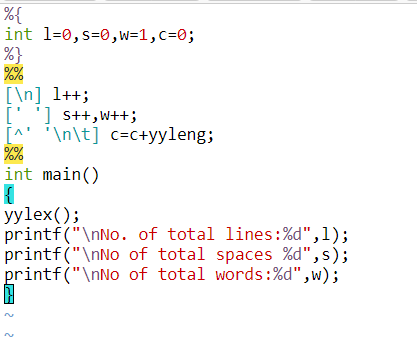 %{
int l=0,s=0,w=1,c=0;
%}
%%
[\n] l++;
[' '] s++,w++;
[^' '\n\t] c=c+yyleng;
%%
int main()
{
yylex();
printf("\nNo. of total lines:%d",l);
printf("\nNo of total spaces %d",s);
printf("\nNo of total words:%d",w);
}
~
~